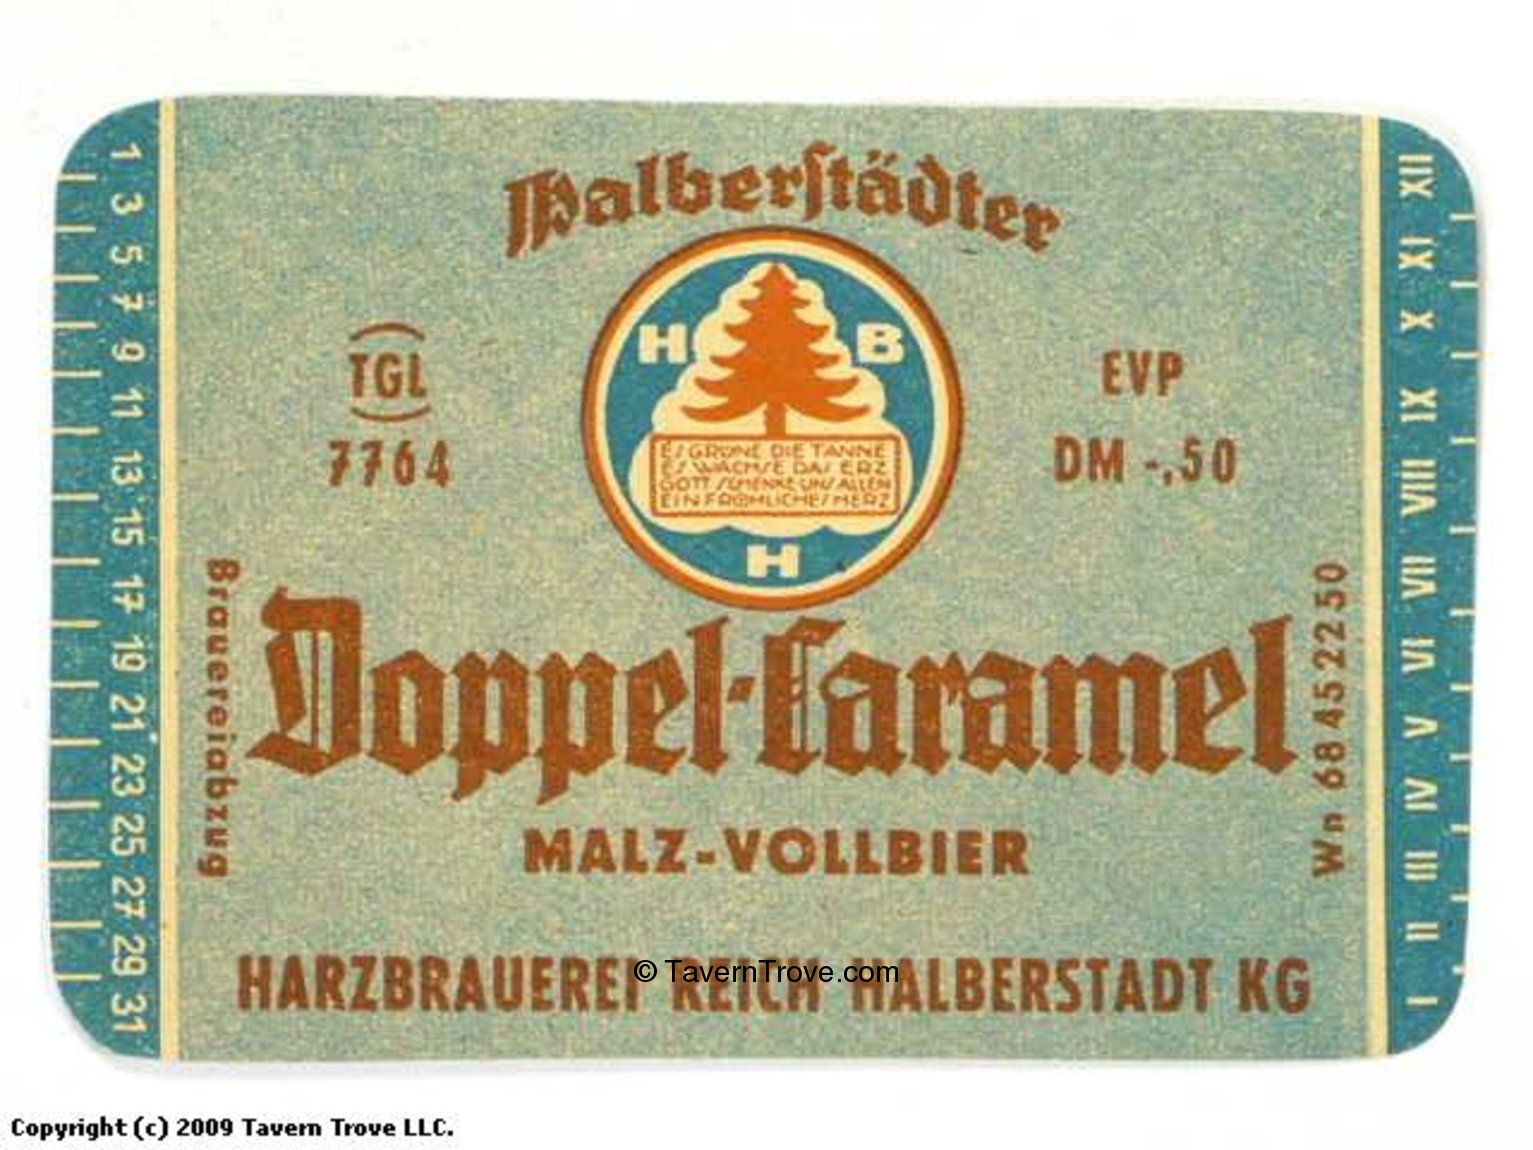 Halberstädter
H B
ES GRÜNE DIE TANNE
ES WACHSE DAS ERZ
GOTT SCHENKE UNS ALLEN
EIN FRÖHLICHES HERZ
H
TGL
7764
EVP
DM -,50
Brauereiabzug
Doppel-Caramel
Wn 68 45 22 50
MALZ-VOLLBIER
HARZBRAUEREI REICH HALBERSTADT KG
© TavernTrove.com
1 3 5 7 9 11 13 15 17 19 21 23 25 27 29 31
XII XI X IX VIII VII VI V IV III II I
Copyright (c) 2009 Tavern Trove LLC.